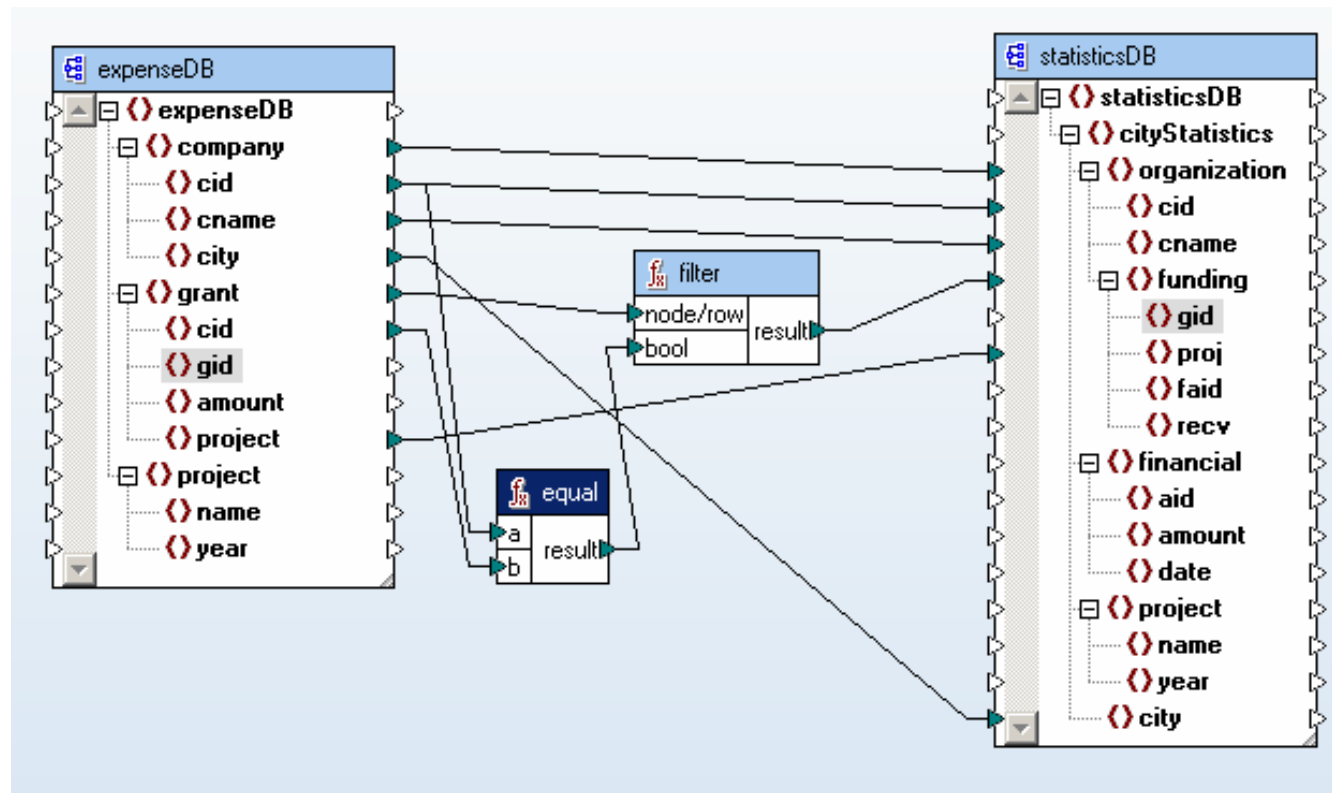 expenseDB
expenseDB
company
cid
cname
city
grant
cid
gid
amount
project
project
name
year
filter
node/row
bool
result
equal
a
b
result
statisticsDB
statisticsDB
cityStatistics
organization
cid
cname
funding
gid
proj
faid
recv
financial
aid
amount
date
project
name
year
city